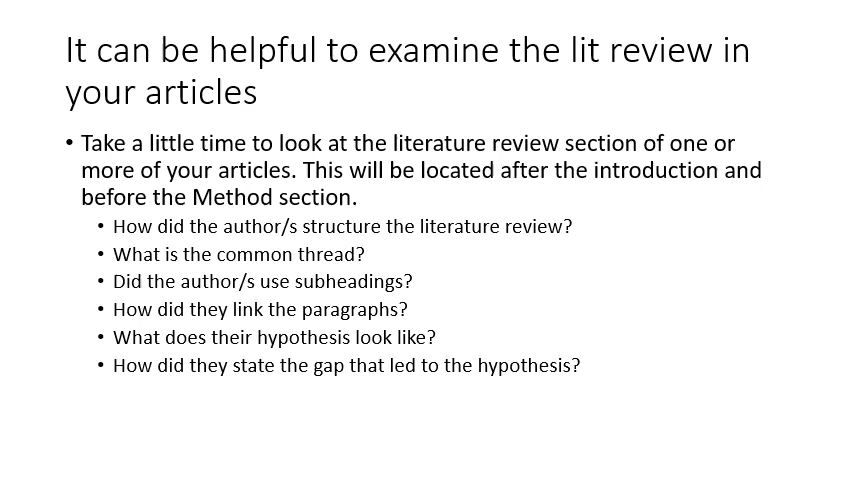 It can be helpful to examine the lit review in
your articles
• Take a little time to look at the literature review section of one or
more of your articles. This will be located after the introduction and
before the Method section.
• How did the author/s structure the literature review?
• What is the common thread?
• Did the author/s use subheadings?
• How did they link the paragraphs?
• What does their hypothesis look like?
• How did they state the gap that led to the hypothesis?